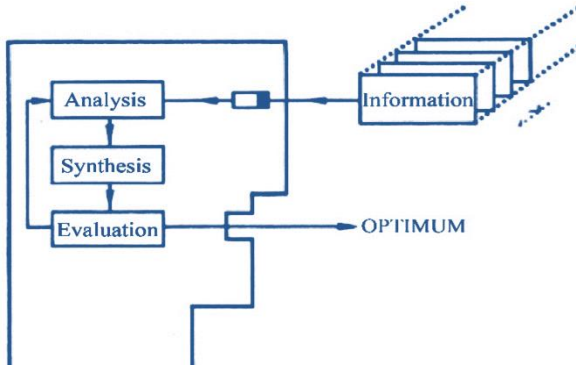 Analysis
Information
Synthesis
Evaluation
OPTIMUM